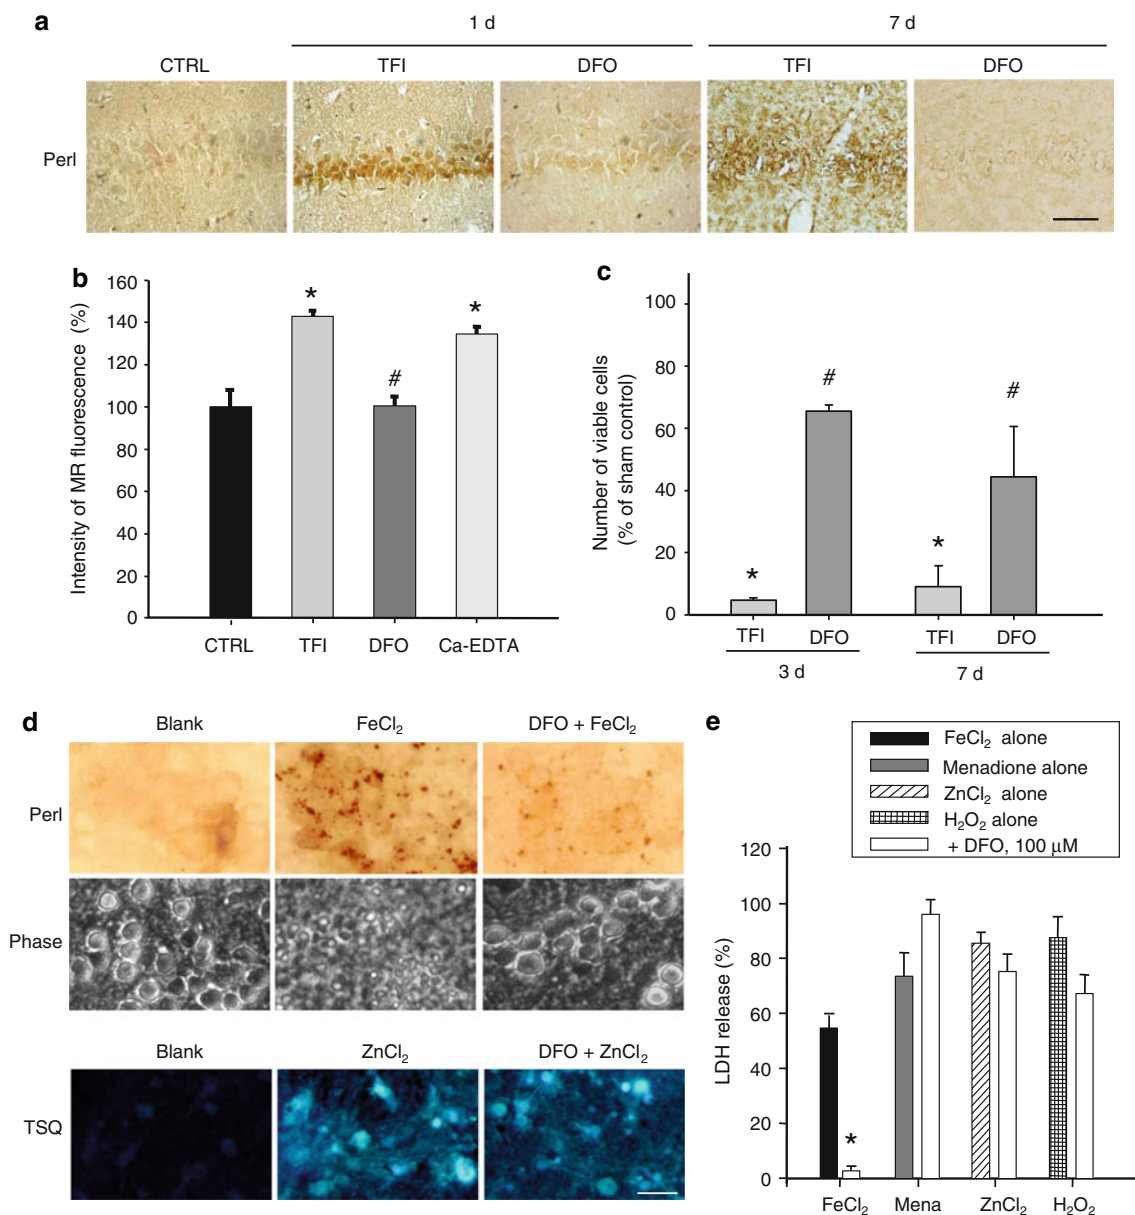 a
1 d
7 d
CTRL
TFI
DFO
TFI
DFO
Perl
b
Intensity of MR fluorescence (%)
160
140
120
100
80
60
40
20
0
*
#
*
CTRL
TFI
DFO
Ca-EDTA
c
Number of viable cells
(% of sham control)
100
80
60
40
20
0
*
#
*
#
TFI
DFO
TFI
DFO
3 d
7 d
d
Blank
FeCl₂
DFO + FeCl₂
Perl
Phase
Blank
ZnCl₂
DFO + ZnCl₂
TSQ
e
FeCl₂ alone
Menadione alone
ZnCl₂ alone
H₂O₂ alone
+ DFO, 100 μM
LDH release (%)
120
100
80
60
40
20
0
*
FeCl₂
Mena
ZnCl₂
H₂O₂